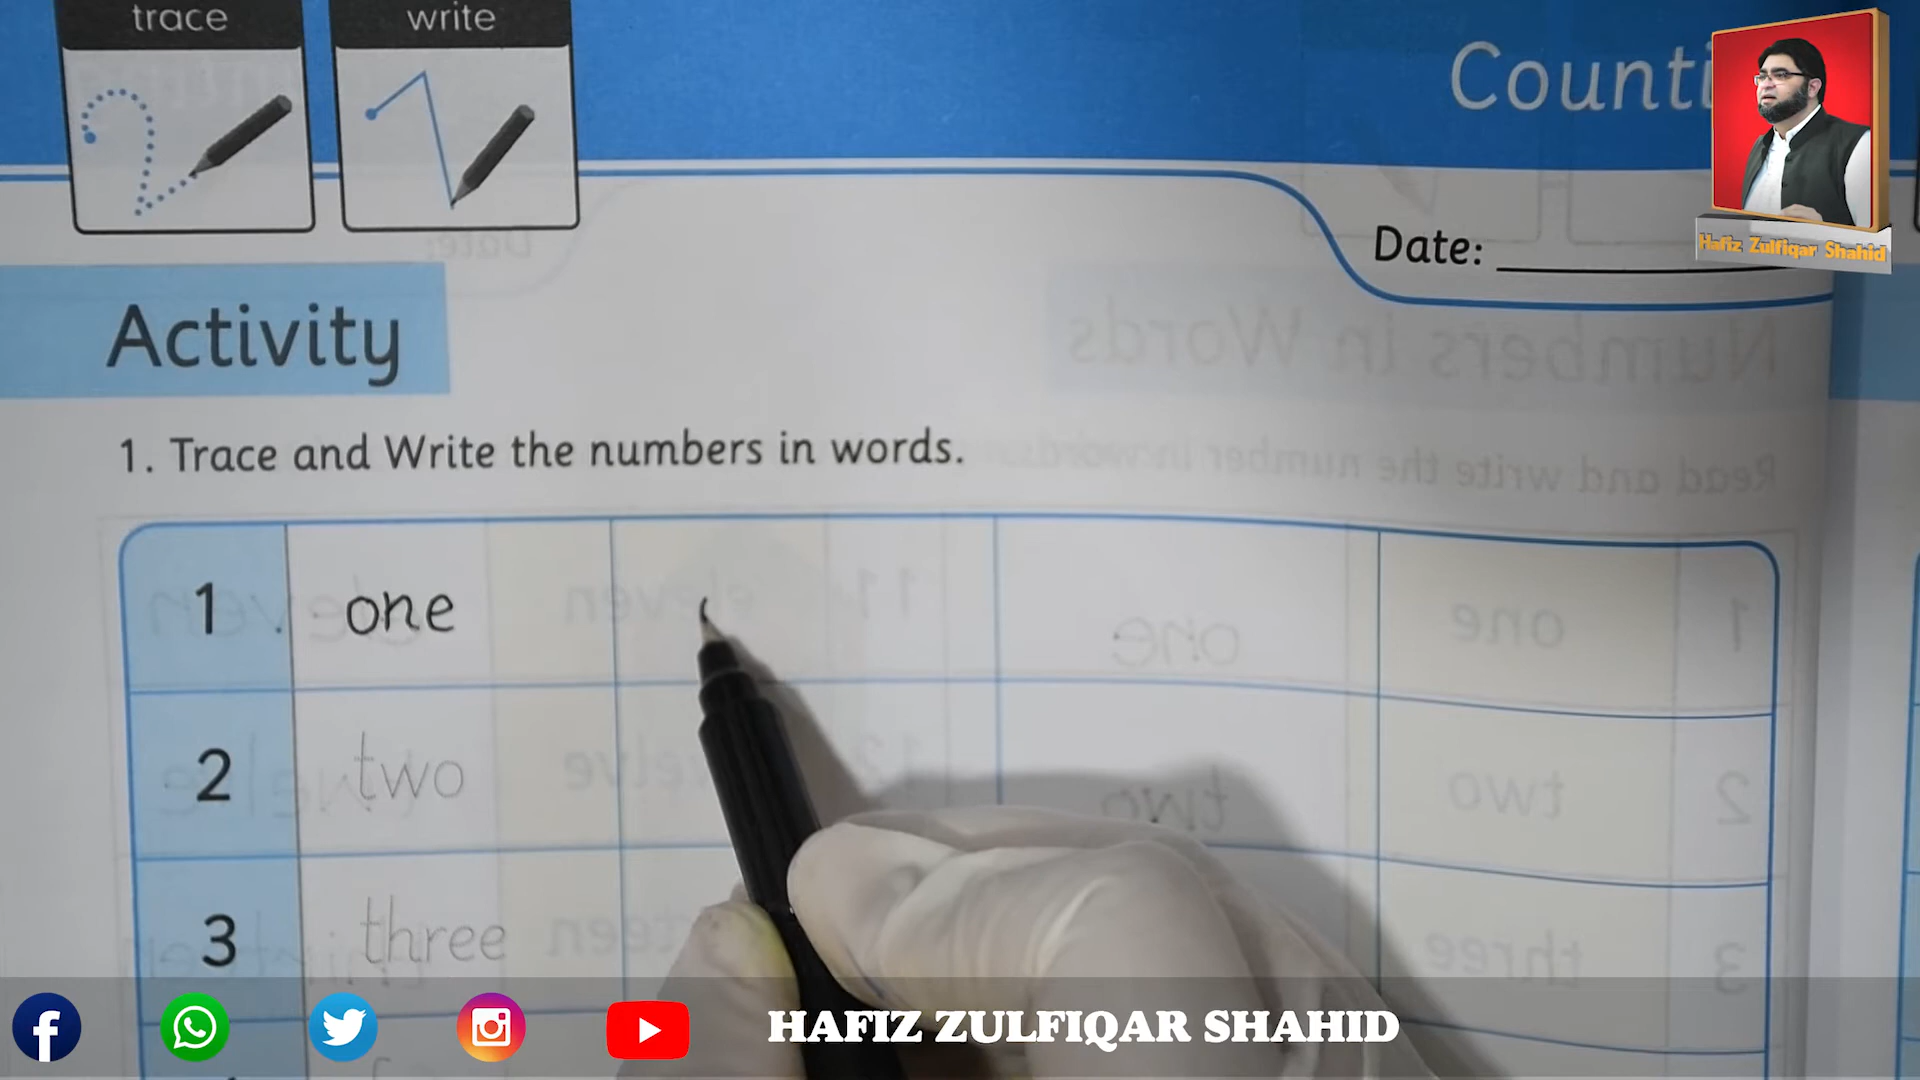 trace
write
Counti
Hafiz Zulfiqar Shahid
Date:
Activity
1. Trace and Write the numbers in words.
1 one
2 two
3 three
HAFIZ ZULFIQAR SHAHID